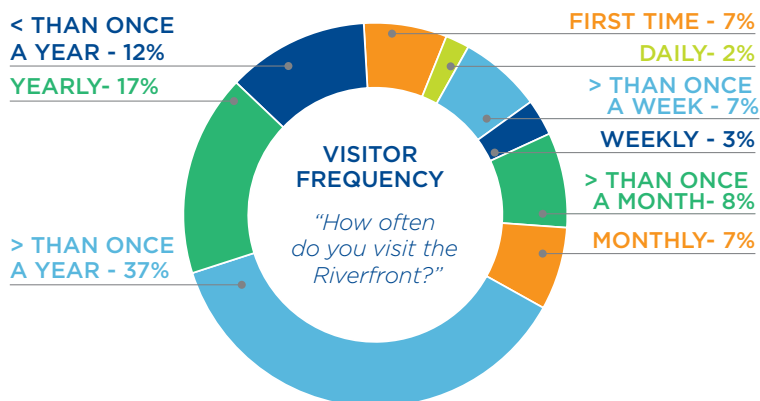 < THAN ONCE
A YEAR - 12%
YEARLY- 17%
> THAN ONCE
A YEAR - 37%
VISITOR
FREQUENCY
“How often
do you visit the
Riverfront?”
FIRST TIME - 7%
DAILY- 2%
> THAN ONCE
A WEEK - 7%
WEEKLY - 3%
> THAN ONCE
A MONTH- 8%
MONTHLY- 7%